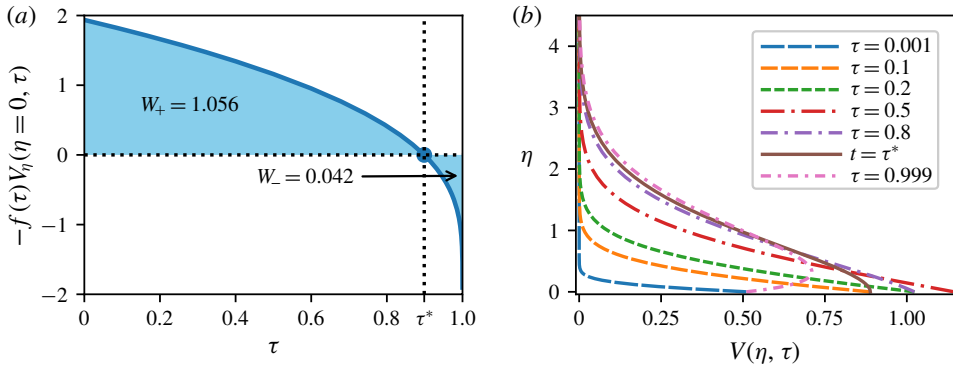 (a)
2
1
0
−1
−2
−f(τ)V_η(η = 0, τ)
W₊ = 1.056
W₋ = 0.042
0
0.2
0.4
0.6
0.8
τ*
1.0
τ
(b)
4
3
2
1
0
η
τ = 0.001
τ = 0.1
τ = 0.2
τ = 0.5
τ = 0.8
t = τ*
τ = 0.999
0
0.25
0.50
0.75
1.00
V(η, τ)